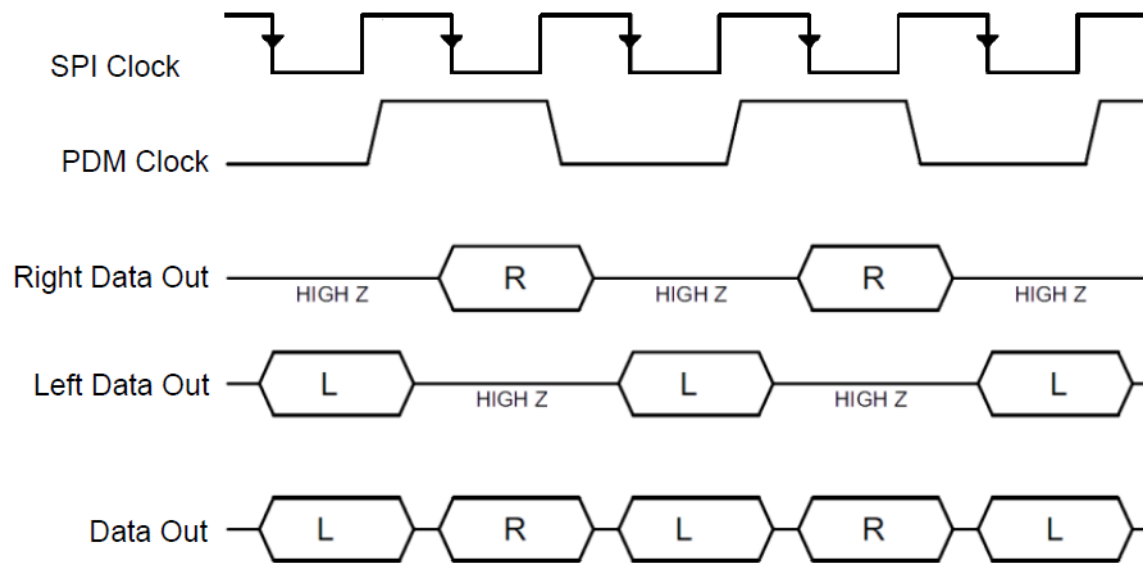 SPI Clock
PDM Clock
Right Data Out
HIGH Z
R
HIGH Z
R
HIGH Z
Left Data Out
L
HIGH Z
L
HIGH Z
L
Data Out
L
R
L
R
L